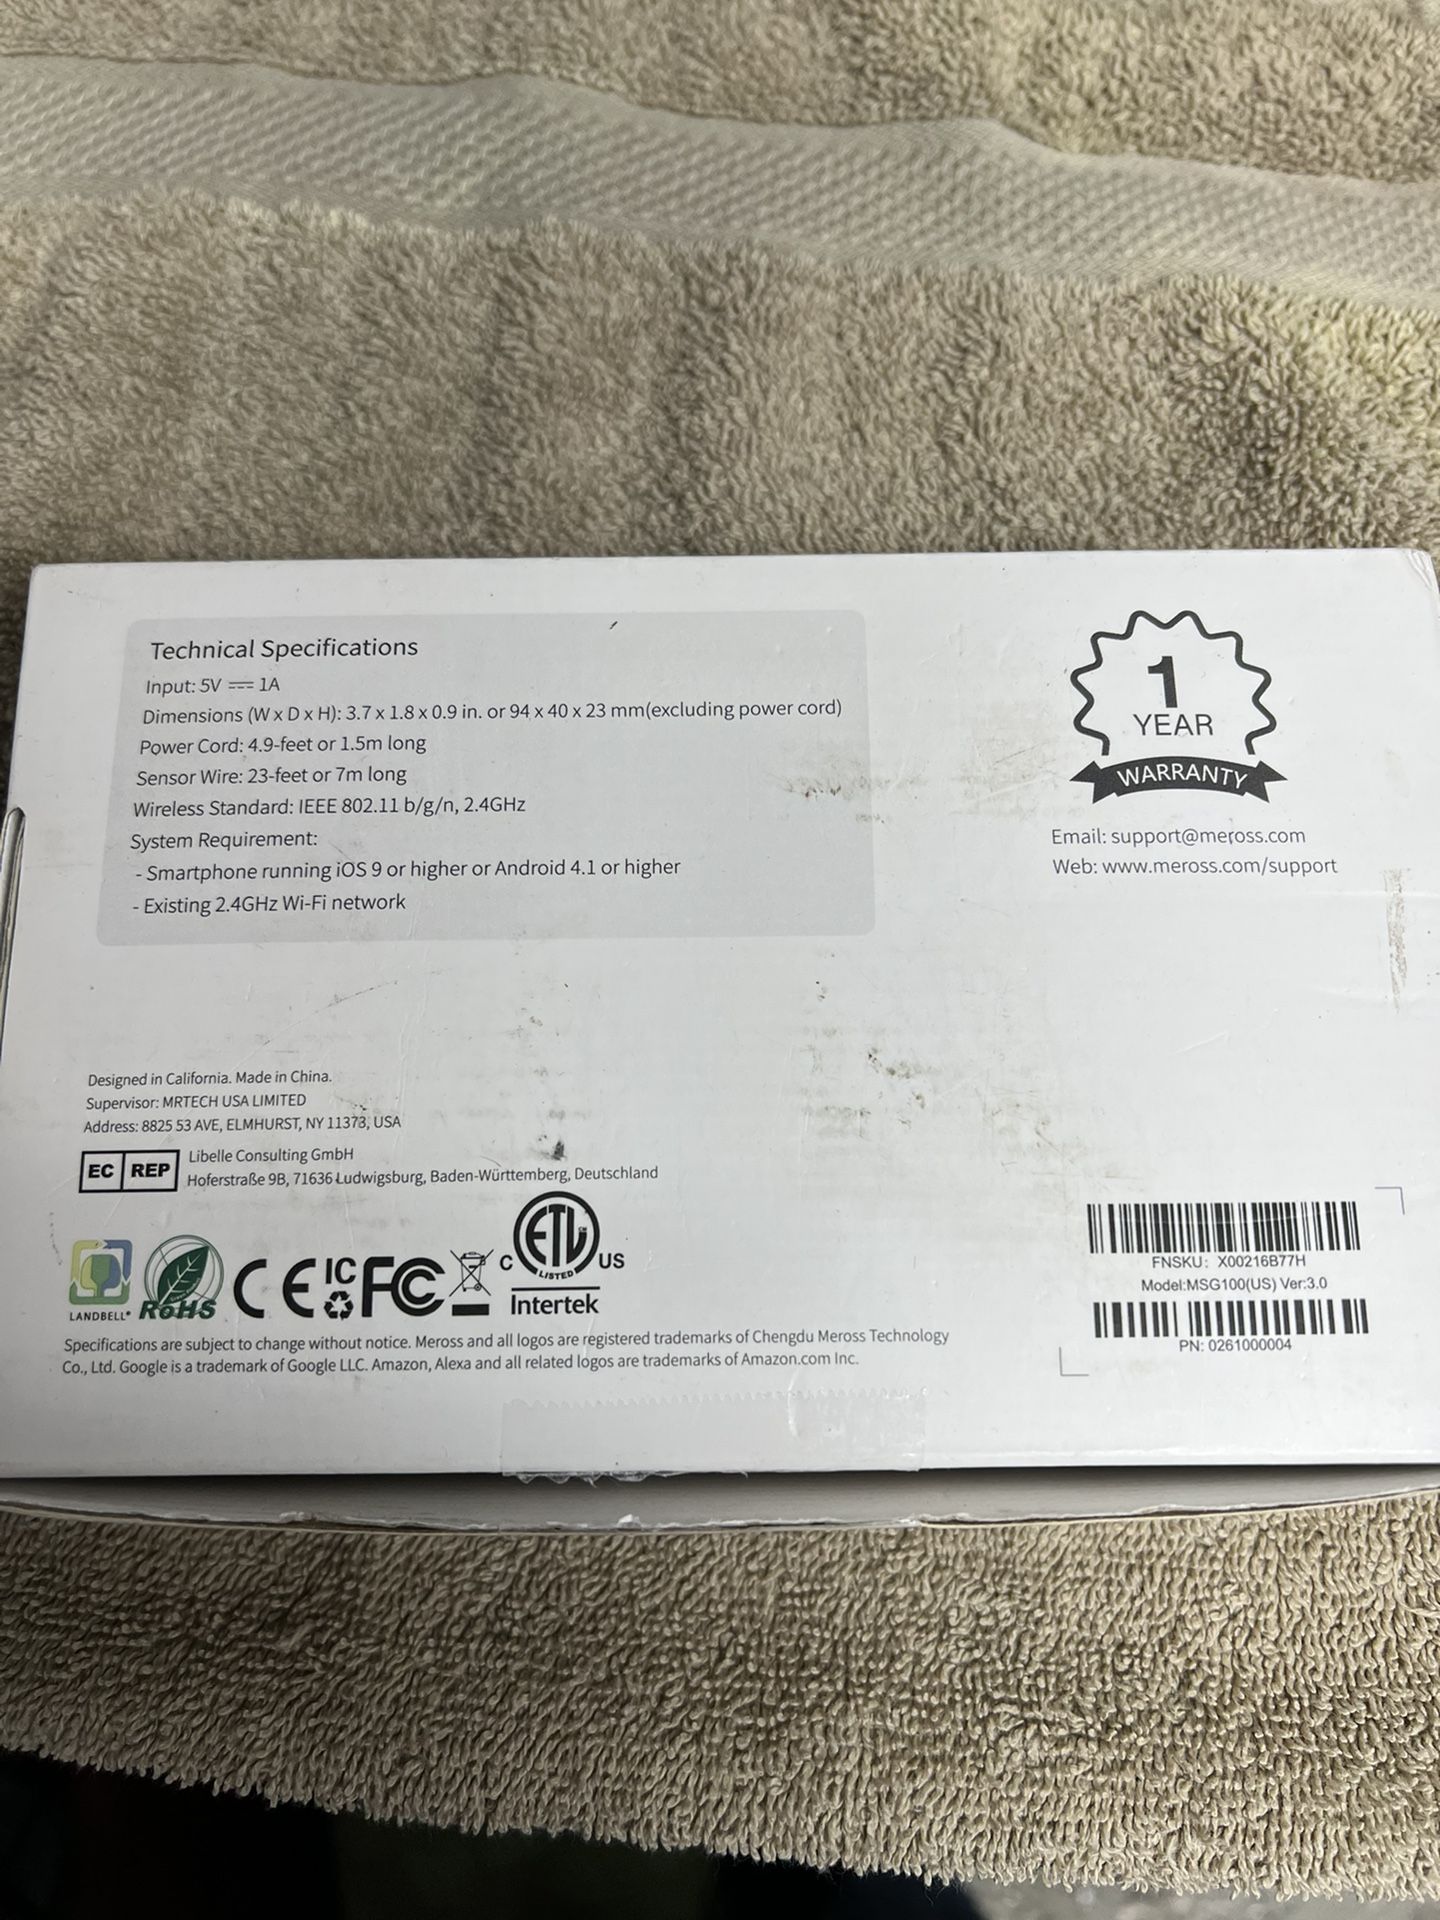 Technical Specifications
Input: 5V ⎓ 1A
Dimensions (W x D x H): 3.7 x 1.8 x 0.9 in. or 94 x 40 x 23 mm(excluding power cord)
Power Cord: 4.9-feet or 1.5m long
Sensor Wire: 23-feet or 7m long
Wireless Standard: IEEE 802.11 b/g/n, 2.4GHz
System Requirement:
- Smartphone running iOS 9 or higher or Android 4.1 or higher
- Existing 2.4GHz Wi-Fi network
1
YEAR
WARRANTY
Email: support@meross.com
Web: www.meross.com/support
Designed in California. Made in China.
Supervisor: MRTECH USA LIMITED
Address: 8825 53 AVE, ELMHURST, NY 11373, USA
EC REP
Libelle Consulting GmbH
Hoferstraße 9B, 71636 Ludwigsburg, Baden-Württemberg, Deutschland
LANDBELL
RoHS
CE
IC
FC
C ETL US
LISTED
Intertek
Specifications are subject to change without notice. Meross and all logos are registered trademarks of Chengdu Meross Technology
Co., Ltd. Google is a trademark of Google LLC. Amazon, Alexa and all related logos are trademarks of Amazon.com Inc.
FNSKU: X00216B77H
Model:MSG100(US) Ver:3.0
PN: 0261000004